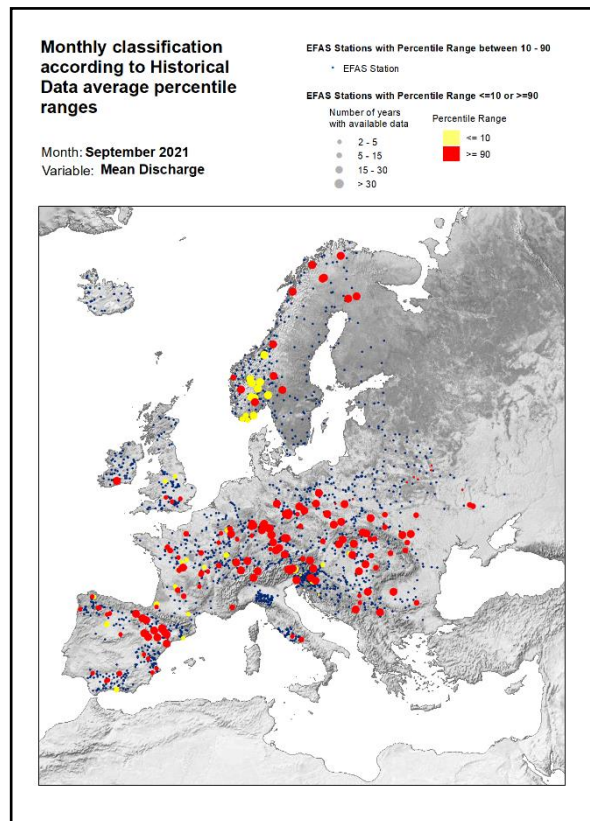 Monthly classification
according to Historical
Data average percentile
ranges
Month: September 2021
Variable: Mean Discharge
EFAS Stations with Percentile Range between 10 - 90
EFAS Station
EFAS Stations with Percentile Range <=10 or >=90
Number of years
with available data
2 - 5
5 - 15
15 - 30
> 30
Percentile Range
<= 10
>= 90